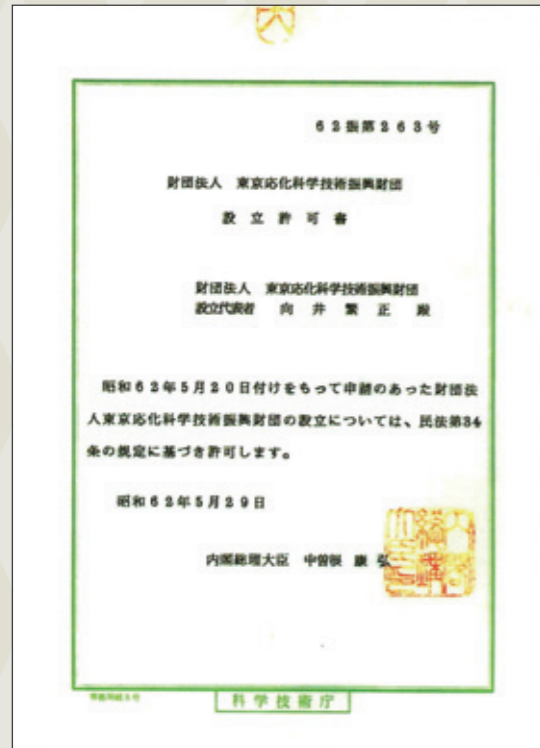 62振第263号
財団法人　東京応化科学技術振興財団
設立許可書
財団法人　東京応化科学技術振興財団
設立代表者　向井繁正　殿
昭和62年5月20日付けをもって申請のあった財団法
人東京応化科学技術振興財団の設立については、民法第34
条の規定に基づき許可します。
昭和62年5月29日
内閣総理大臣　中曽根　康弘
科学技術庁